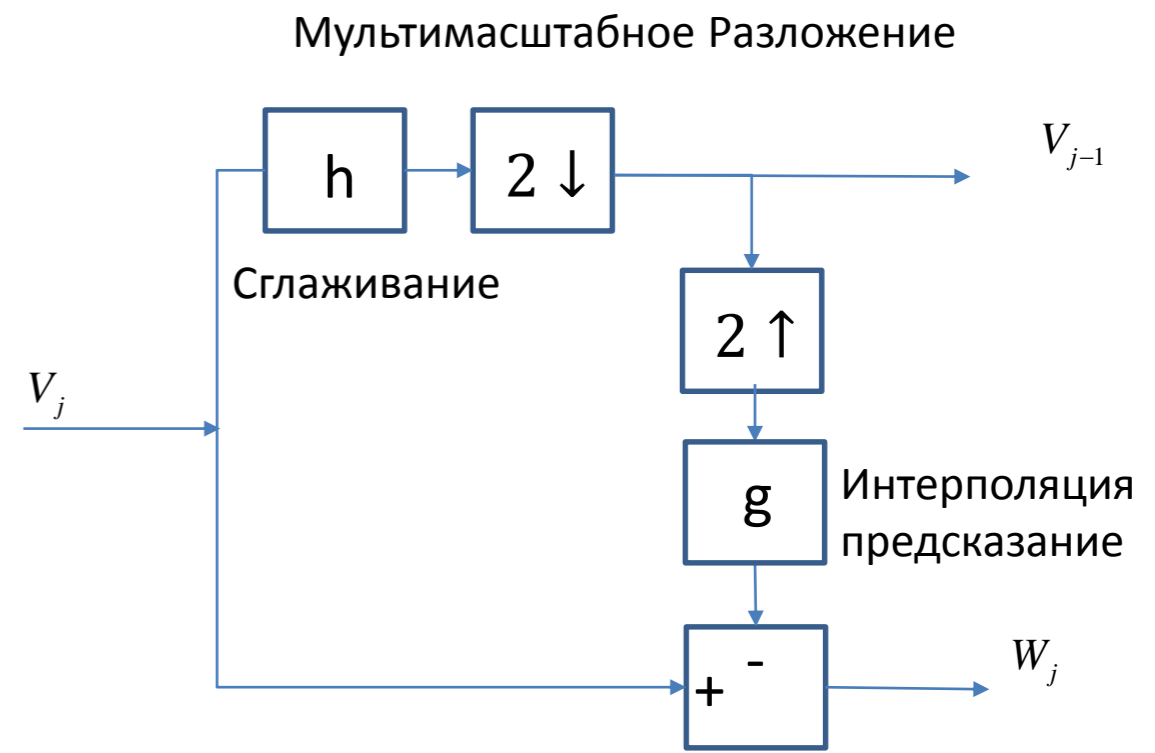 Мультимасштабное Разложение
h
2 ↓
V_{j-1}
Сглаживание
2 ↑
V_j
g
Интерполяция
предсказание
+ -
W_j